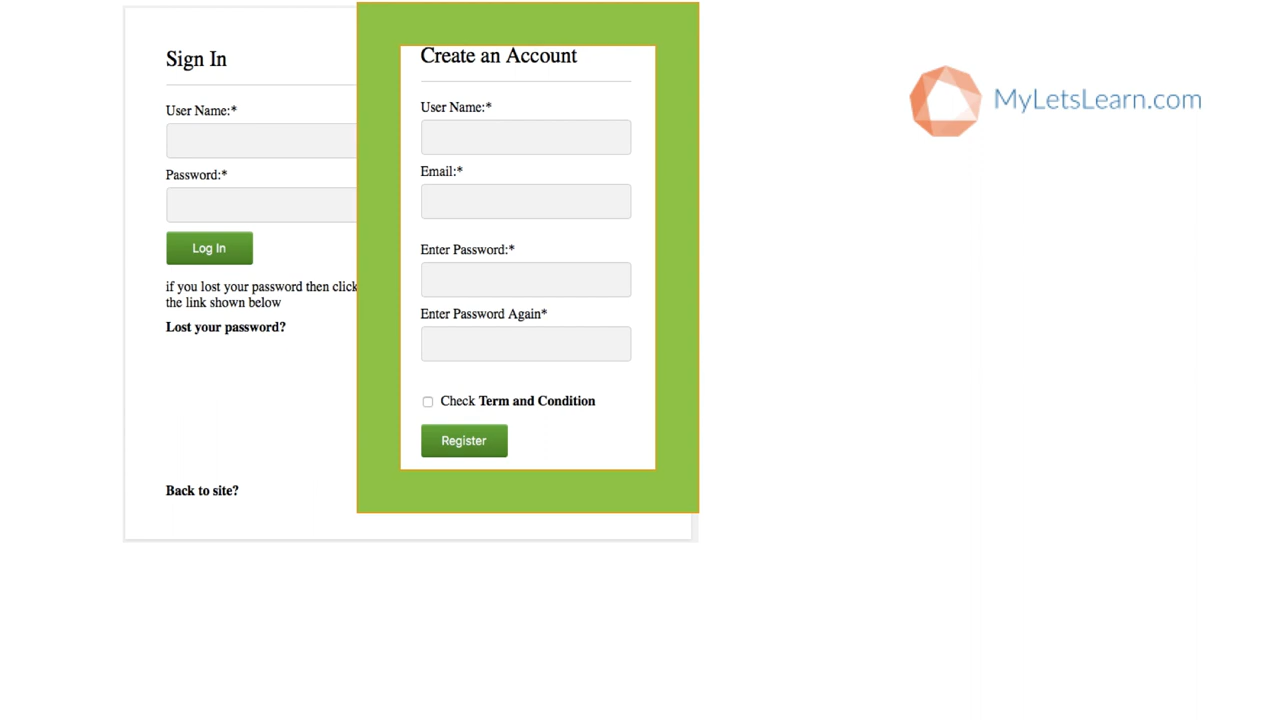 Sign In
User Name:*
Password:*
Log In
if you lost your password then click
the link shown below
Lost your password?
Back to site?
Create an Account
User Name:*
Email:*
Enter Password:*
Enter Password Again*
Check Term and Condition
Register
MyLetsLearn.com